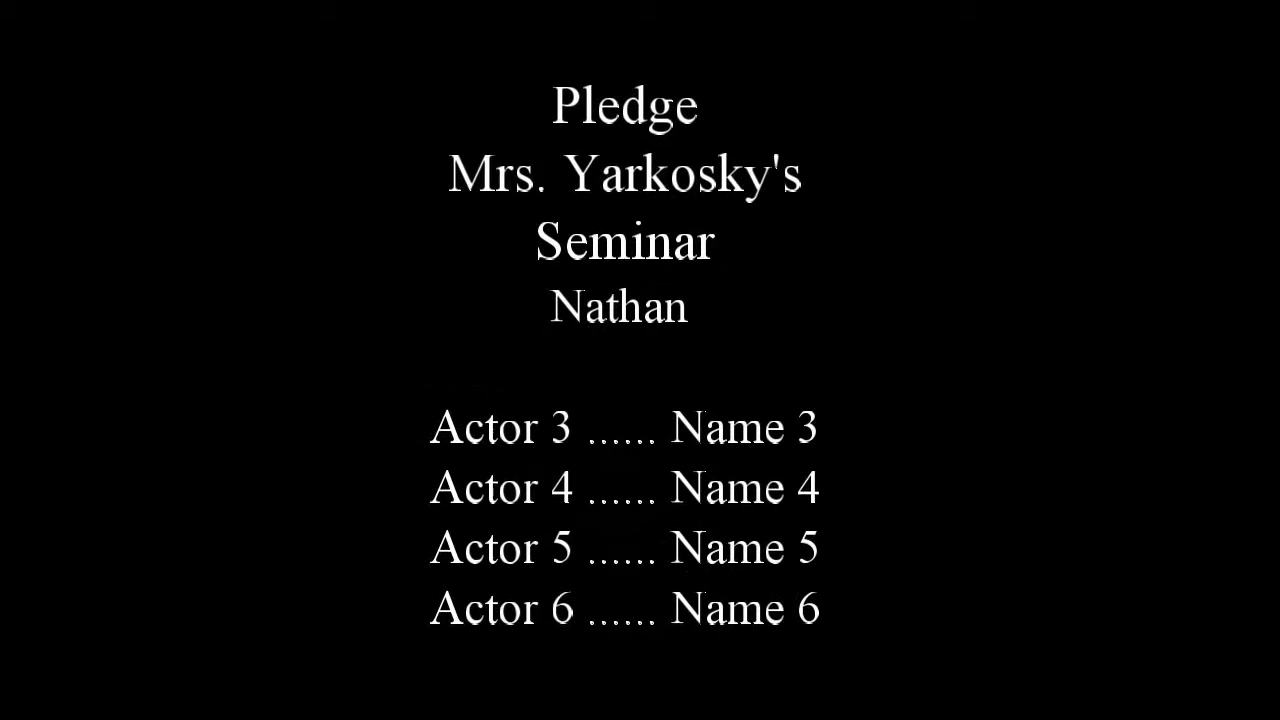 Pledge
Mrs. Yarkosky's
Seminar
Nathan
Actor 3 ...... Name 3
Actor 4 ...... Name 4
Actor 5 ...... Name 5
Actor 6 ...... Name 6